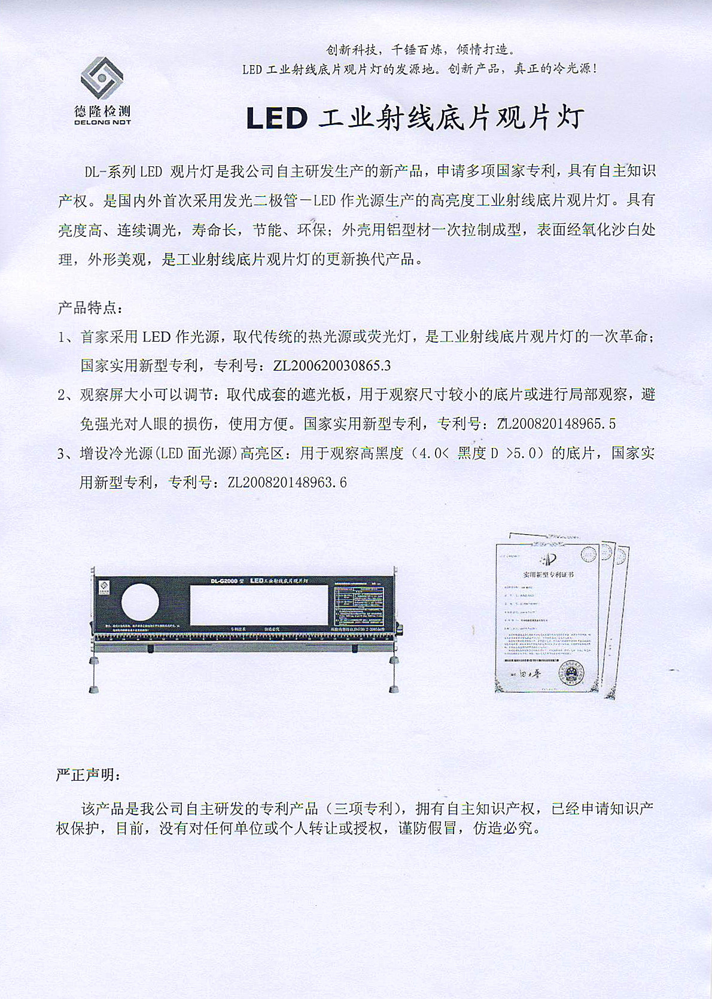 创新科技，千锤百炼，倾情打造。
LED 工业射线底片观片灯的发源地。创新产品，真正的冷光源！
德隆检测
DELONG NDT
LED 工业射线底片观片灯
DL-系列 LED 观片灯是我公司自主研发生产的新产品，申请多项国家专利，具有自主知识
产权。是国内外首次采用发光二极管－LED 作光源生产的高亮度工业射线底片观片灯。具有
亮度高、连续调光，寿命长，节能、环保；外壳用铝型材一次拉制成型，表面经氧化沙白处
理，外形美观，是工业射线底片观片灯的更新换代产品。
产品特点：
1、首家采用 LED 作光源，取代传统的热光源或荧光灯，是工业射线底片观片灯的一次革命；
国家实用新型专利，专利号：ZL200620030865.3
2、观察屏大小可以调节：取代成套的遮光板，用于观察尺寸较小的底片或进行局部观察，避
免强光对人眼的损伤，使用方便。国家实用新型专利，专利号：ZL200820148965.5
3、增设冷光源(LED 面光源)高亮区：用于观察高黑度（4.0< 黑度 D >5.0）的底片，国家实
用新型专利，专利号：ZL200820148963.6
DL-G2000 型 LED工业射线底片观片灯
专利技术 仿造必究
实用新型专利证书
严正声明：
该产品是我公司自主研发的专利产品（三项专利），拥有自主知识产权，已经申请知识产
权保护，目前，没有对任何单位或个人转让或授权，谨防假冒，仿造必究。